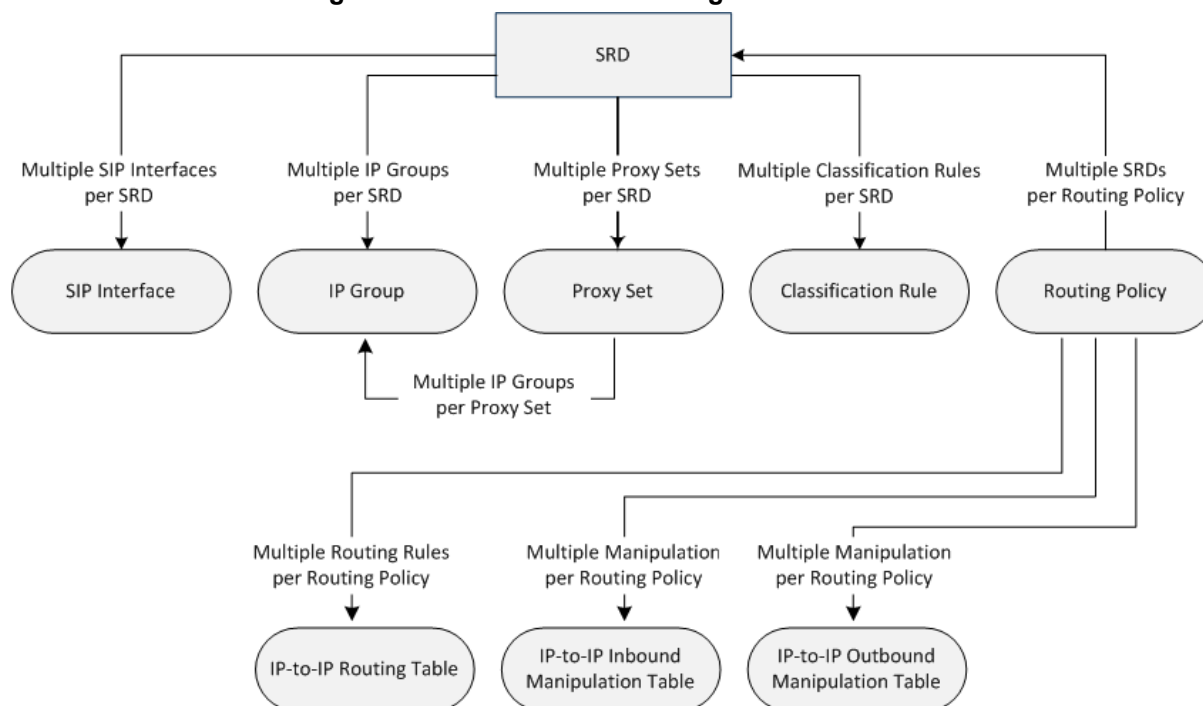 SRD
Multiple SIP Interfaces
per SRD
Multiple IP Groups
per SRD
Multiple Proxy Sets
per SRD
Multiple Classification Rules
per SRD
Multiple SRDs
per Routing Policy
SIP Interface
IP Group
Proxy Set
Classification Rule
Routing Policy
Multiple IP Groups
per Proxy Set
Multiple Routing Rules
per Routing Policy
Multiple Manipulation
per Routing Policy
Multiple Manipulation
per Routing Policy
IP-to-IP Routing Table
IP-to-IP Inbound
Manipulation Table
IP-to-IP Outbound
Manipulation Table